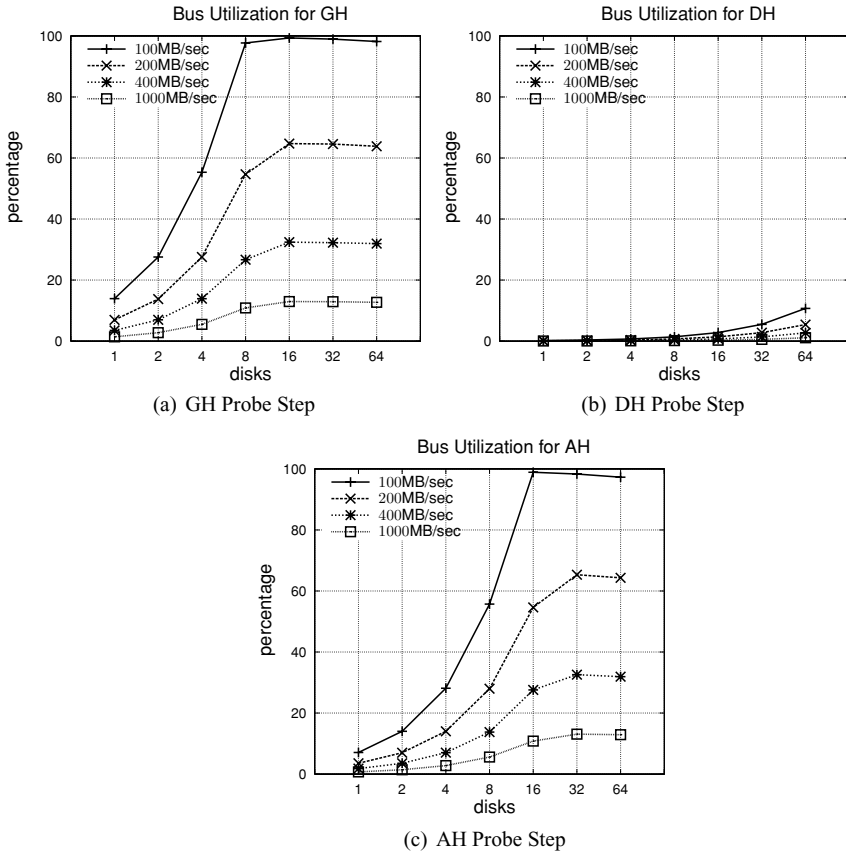 Bus Utilization for GH
100MB/sec
200MB/sec
400MB/sec
1000MB/sec
percentage
100
80
60
40
20
0
1 2 4 8 16 32 64
disks
(a) GH Probe Step
Bus Utilization for DH
100MB/sec
200MB/sec
400MB/sec
1000MB/sec
percentage
100
80
60
40
20
0
1 2 4 8 16 32 64
disks
(b) DH Probe Step
Bus Utilization for AH
100MB/sec
200MB/sec
400MB/sec
1000MB/sec
percentage
100
80
60
40
20
0
1 2 4 8 16 32 64
disks
(c) AH Probe Step